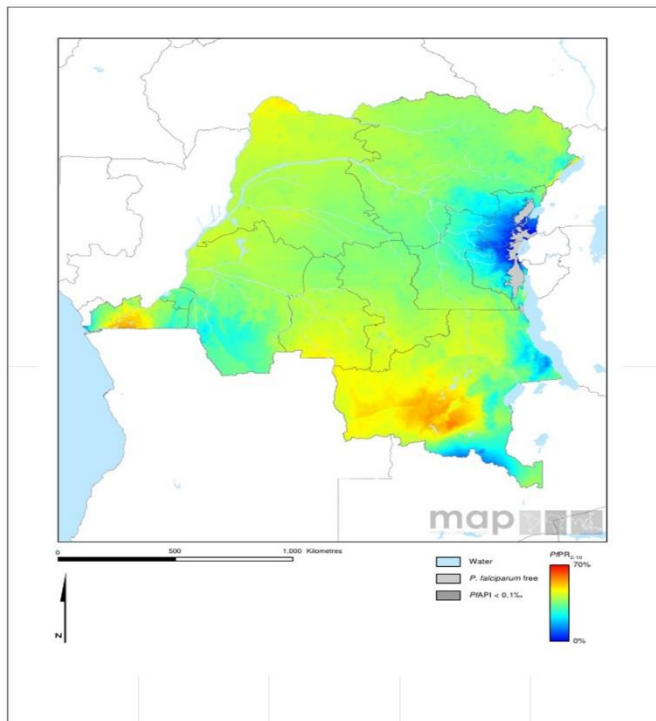 map
0 500 1,000 Kilometres
N
Water
P. falciparum free
PfAPI < 0.1‰
PfPR2-10
70%
0%